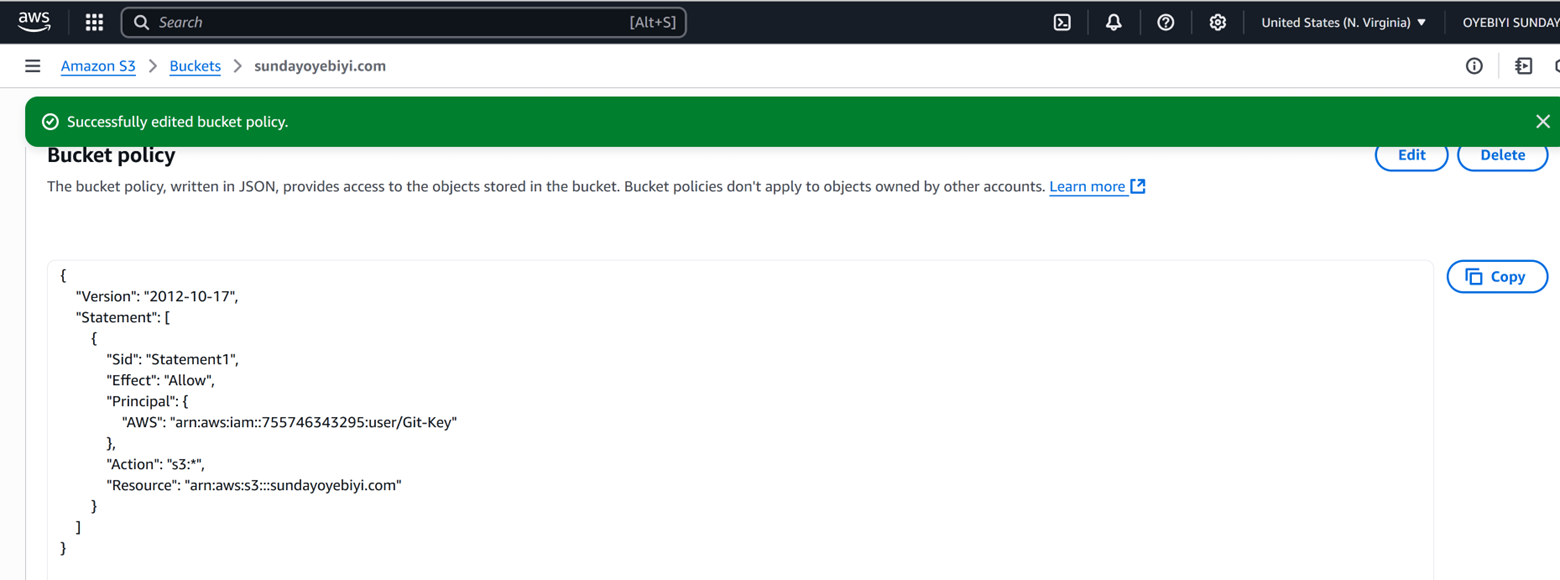 aws
Search [Alt+S] United States (N. Virginia) OYEBIYI SUNDAY
Amazon S3 Buckets sundayoyebiyi.com
Successfully edited bucket policy.
Bucket policy Edit Delete
The bucket policy, written in JSON, provides access to the objects stored in the bucket. Bucket policies don't apply to objects owned by other accounts. Learn more
Copy
{
"Version": "2012-10-17",
"Statement": [
{
"Sid": "Statement1",
"Effect": "Allow",
"Principal": {
"AWS": "arn:aws:iam::755746343295:user/Git-Key"
},
"Action": "s3:*",
"Resource": "arn:aws:s3:::sundayoyebiyi.com"
}
]
}